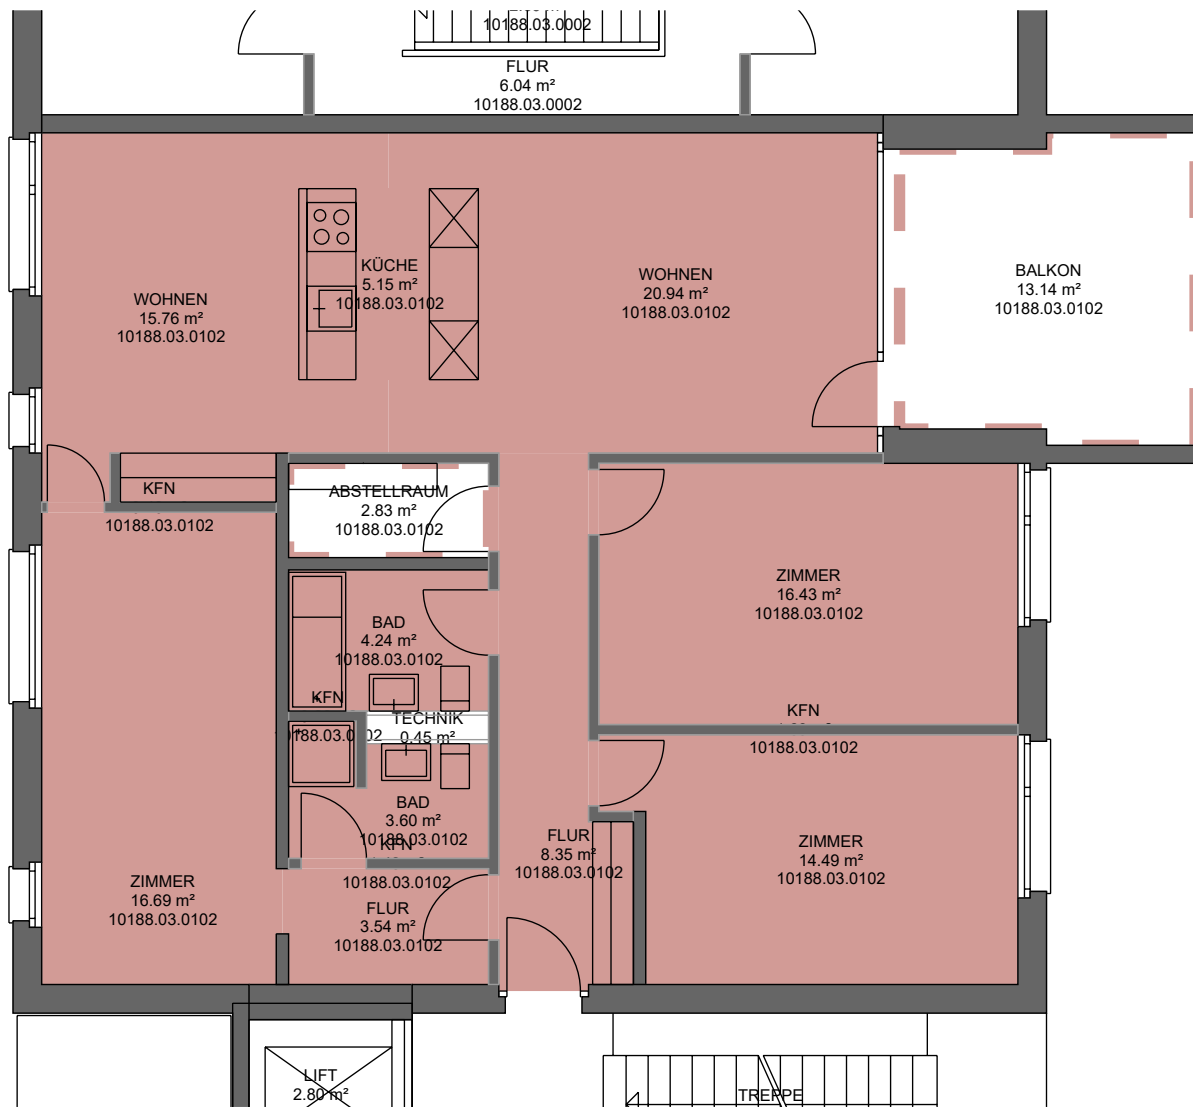 10188.03.0002
FLUR
6.04 m²
10188.03.0002
KÜCHE
5.15 m²
10188.03.0102
WOHNEN
20.94 m²
10188.03.0102
BALKON
13.14 m²
10188.03.0102
WOHNEN
15.76 m²
10188.03.0102
KFN
10188.03.0102
ABSTELLRAUM
2.83 m²
10188.03.0102
ZIMMER
16.43 m²
10188.03.0102
BAD
4.24 m²
10188.03.0102
KFN
10188.03.0102
TECHNIK
0.45 m²
KFN
10188.03.0102
BAD
3.60 m²
10188.03.0102
KFN
10188.03.0102
FLUR
8.35 m²
10188.03.0102
ZIMMER
14.49 m²
10188.03.0102
ZIMMER
16.69 m²
10188.03.0102
FLUR
3.54 m²
10188.03.0102
LIFT
2.80 m²
TREPPE